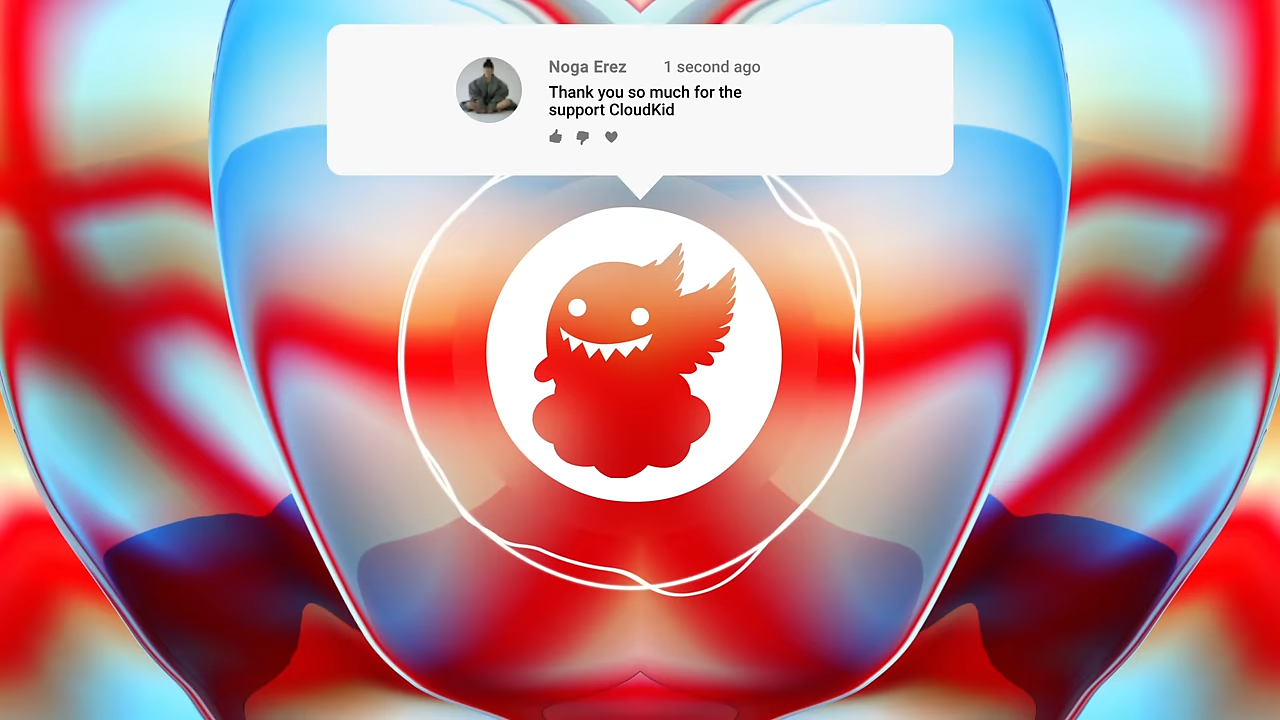 Noga Erez 1 second ago
Thank you so much for the
support CloudKid